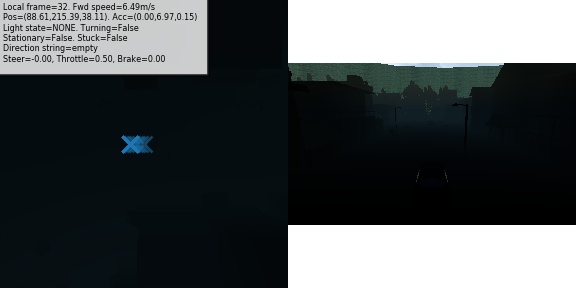 Local frame=32. Fwd speed=6.49m/s
Pos=(88.61,215.39,38.11). Acc=(0.00,6.97,0.15)
Light state=NONE. Turning=False
Stationary=False. Stuck=False
Direction string=empty
Steer=-0.00, Throttle=0.50, Brake=0.00